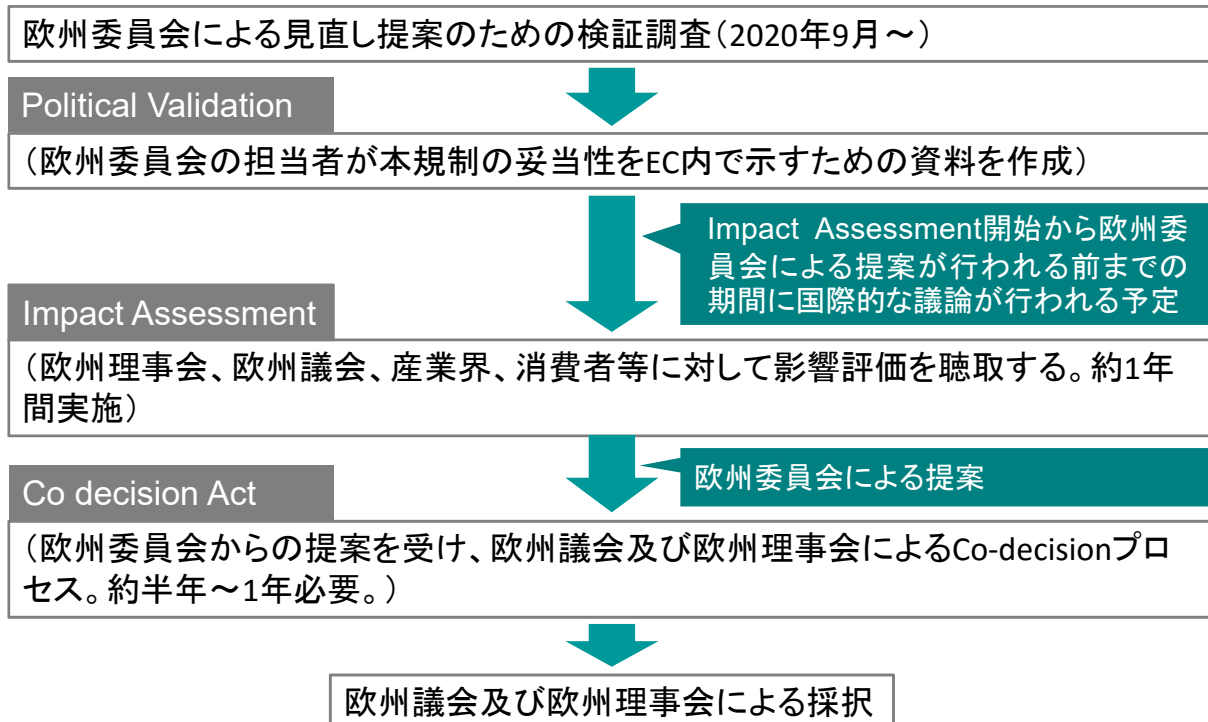 欧州委員会による見直し提案のための検証調査（2020年9月～）
Political Validation
（欧州委員会の担当者が本規制の妥当性をEC内で示すための資料を作成）
Impact Assessment開始から欧州委
員会による提案が行われる前までの
期間に国際的な議論が行われる予定
Impact Assessment
（欧州理事会、欧州議会、産業界、消費者等に対して影響評価を聴取する。約1年
間実施）
欧州委員会による提案
Co decision Act
（欧州委員会からの提案を受け、欧州議会及び欧州理事会によるCo-decisionプロ
セス。約半年～1年必要。）
欧州議会及び欧州理事会による採択